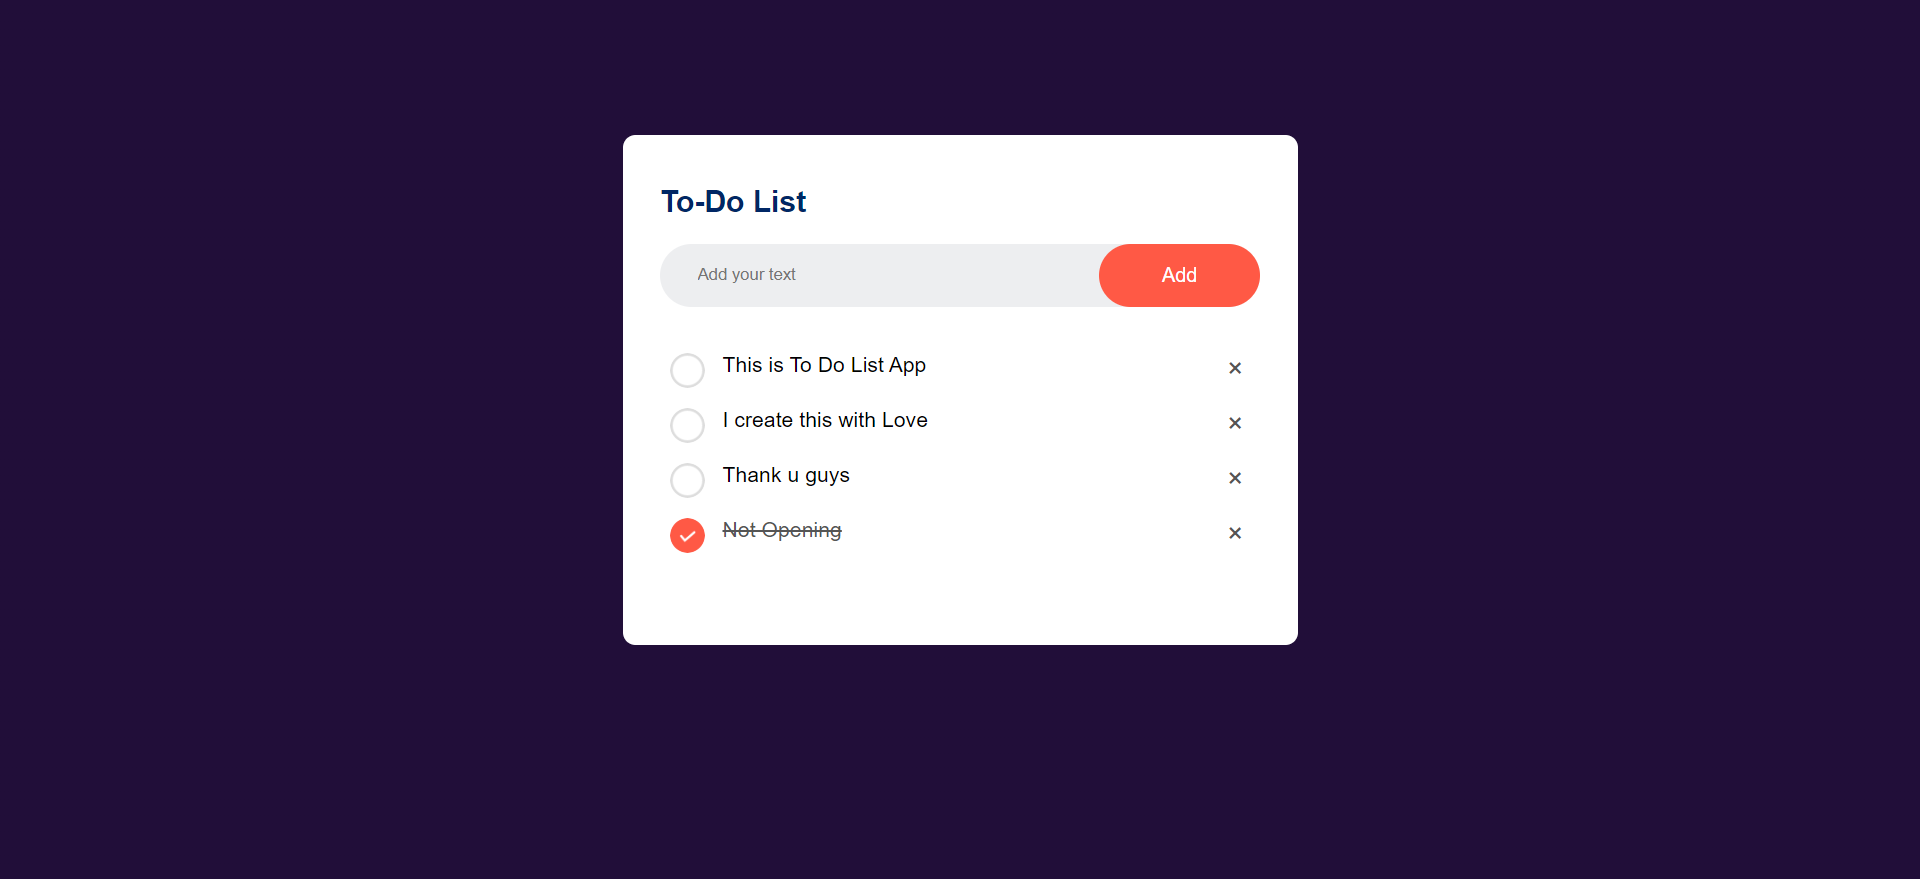 To-Do List
Add your text
Add
This is To Do List App
×
I create this with Love
×
Thank u guys
×
Not Opening
×